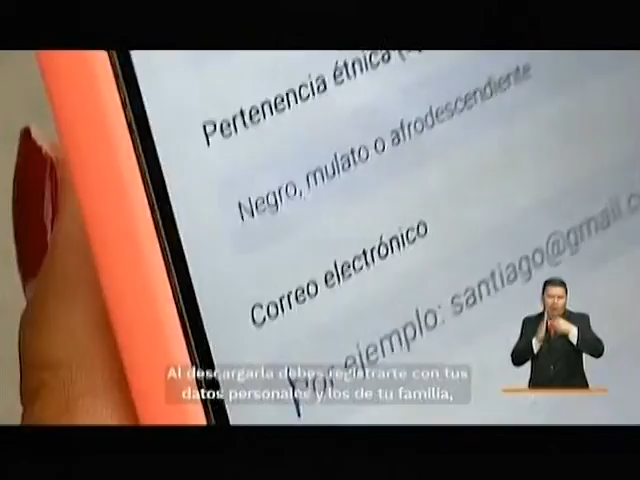 Pertenencia étnica
Negro, mulato o afrodescendiente
Correo electrónico
Por ejemplo: santiago@gmail.c
Al descargarla debes registrarte con tus
datos personales y los de tu familia,